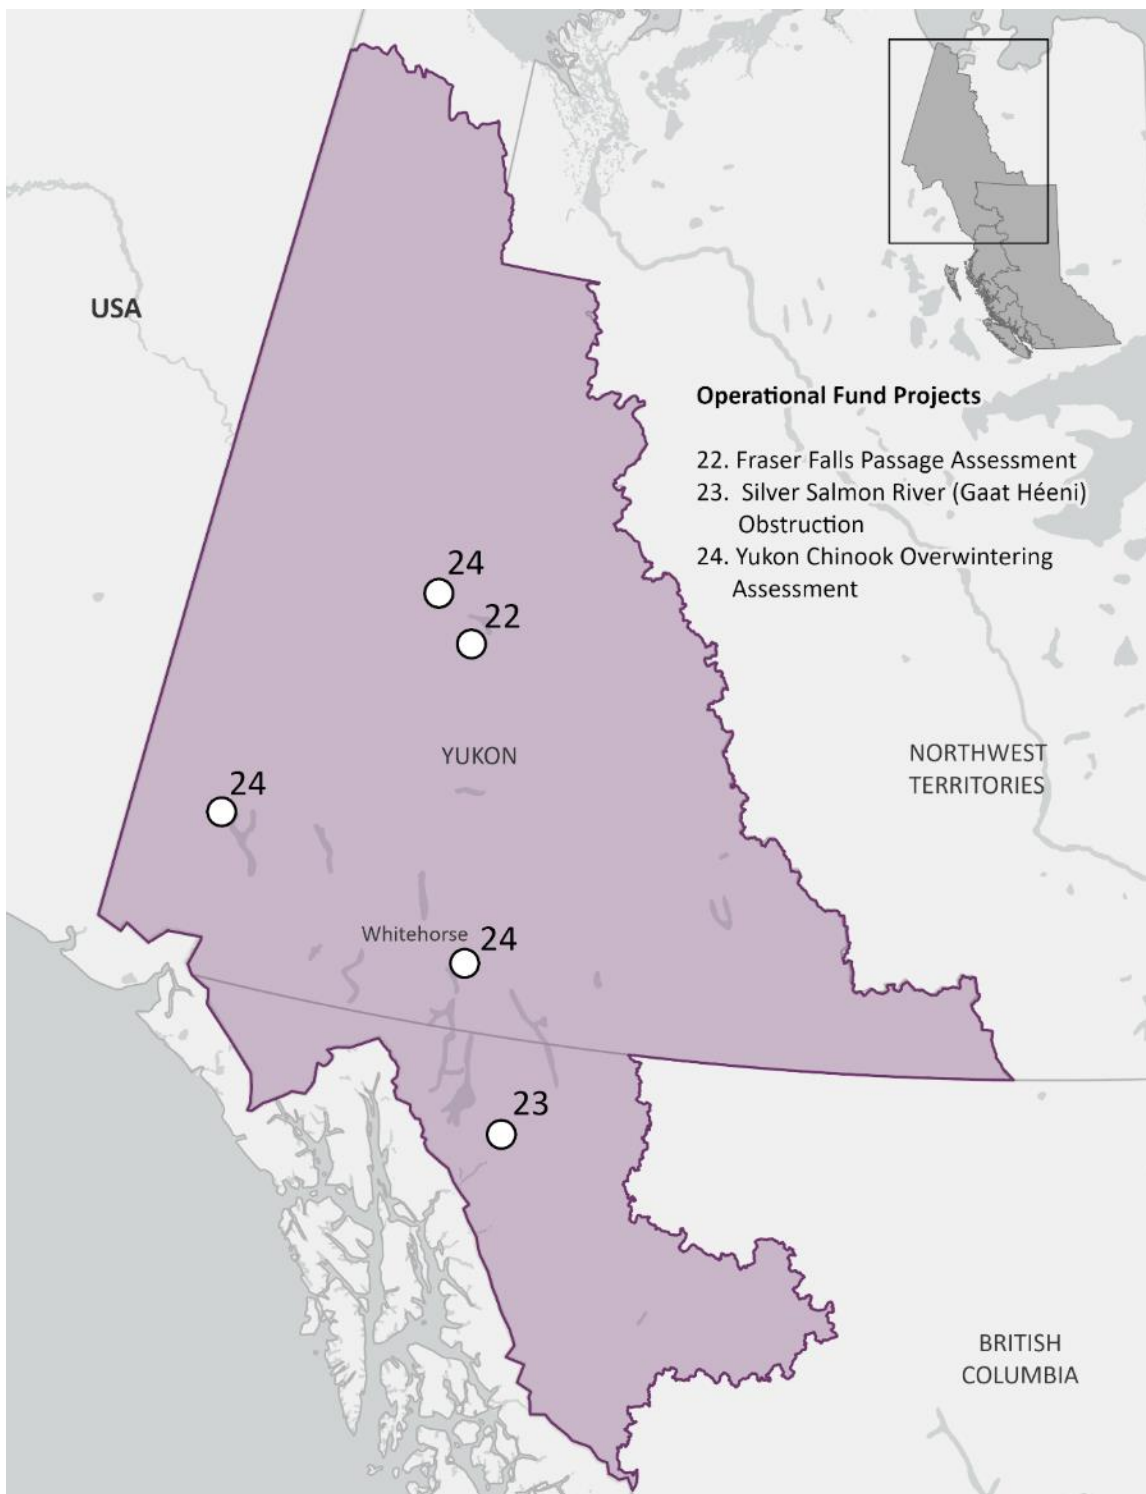 USA
Operational Fund Projects
22. Fraser Falls Passage Assessment
23. Silver Salmon River (Gaat Héeni)
Obstruction
24. Yukon Chinook Overwintering
Assessment
24
22
YUKON
NORTHWEST
TERRITORIES
24
Whitehorse
24
23
BRITISH
COLUMBIA